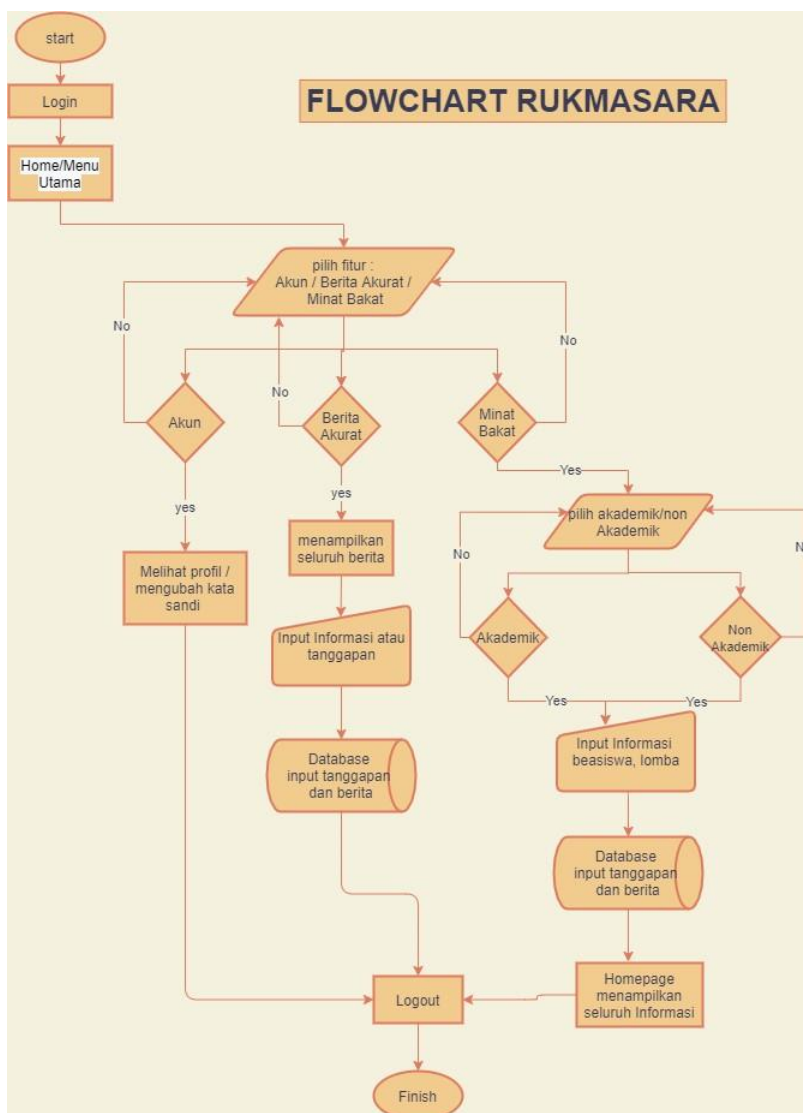 start
FLOWCHART RUKMASARA
Login
Home/Menu
Utama
pilih fitur :
Akun / Berita Akurat /
Minat Bakat
No
No
No
Akun
Berita
Akurat
Minat
Bakat
Yes
yes
yes
pilih akademik/non
Akademik
menampilkan
seluruh berita
No
Melihat profil /
mengubah kata
sandi
Input Informasi atau
tanggapan
Akademik
Non
Akademik
Yes
Yes
Input Informasi
beasiswa, lomba
Database
input tanggapan
dan berita
Database
input tanggapan
dan berita
Logout
Homepage
menampilkan
seluruh Informasi
Finish